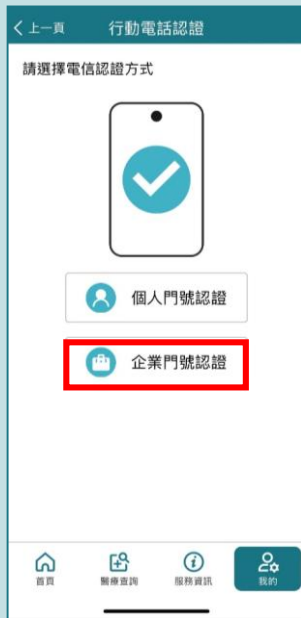 上一頁 行動電話認證
請選擇電信認證方式
個人門號認證
企業門號認證
首頁 醫療查詢 服務資訊 我的